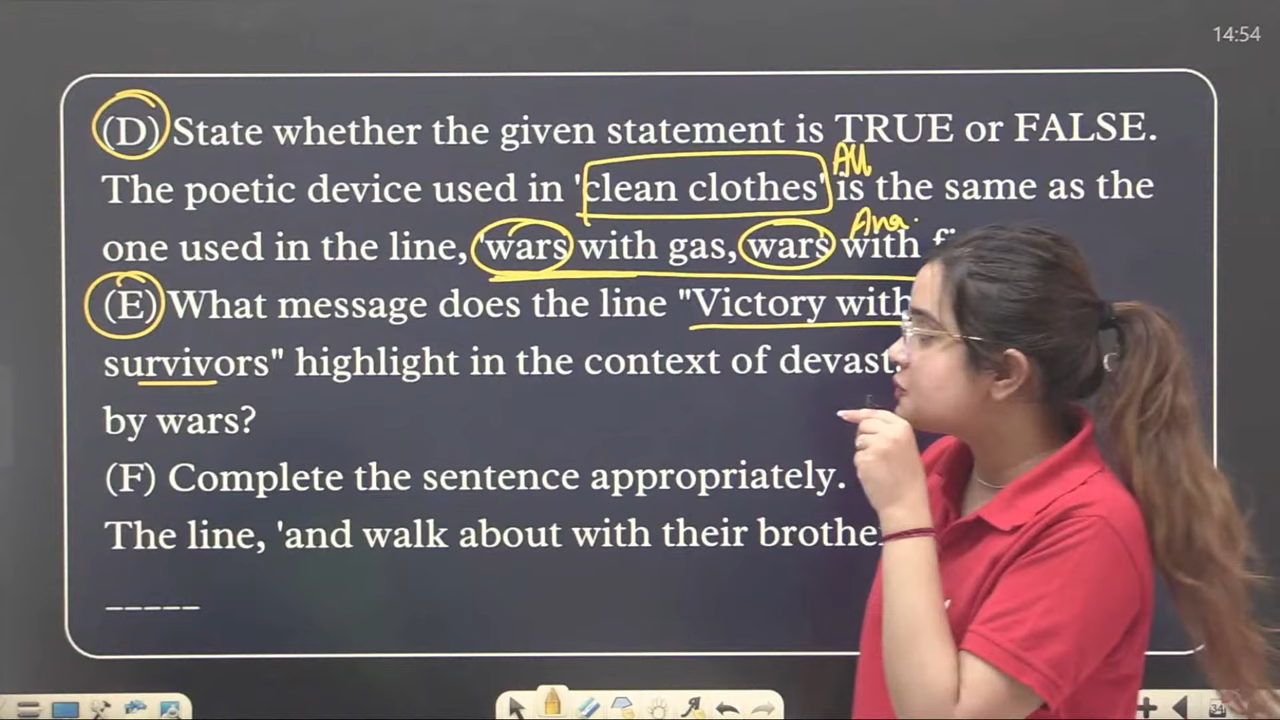 14:54
(D) State whether the given statement is TRUE or FALSE.
All
The poetic device used in 'clean clothes' is the same as the
Ana.
one used in the line, 'wars with gas, wars with
(E) What message does the line "Victory with
survivors" highlight in the context of
by wars?
(F) Complete the sentence appropriately.
The line, 'and walk about with their
-----
34